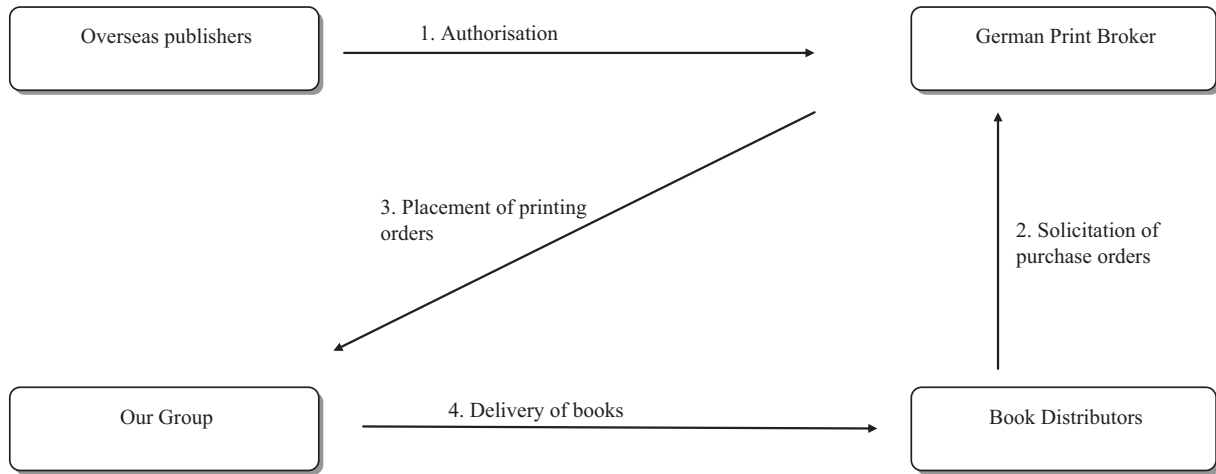 Overseas publishers
1. Authorisation
German Print Broker
3. Placement of printing
orders
2. Solicitation of
purchase orders
Our Group
4. Delivery of books
Book Distributors